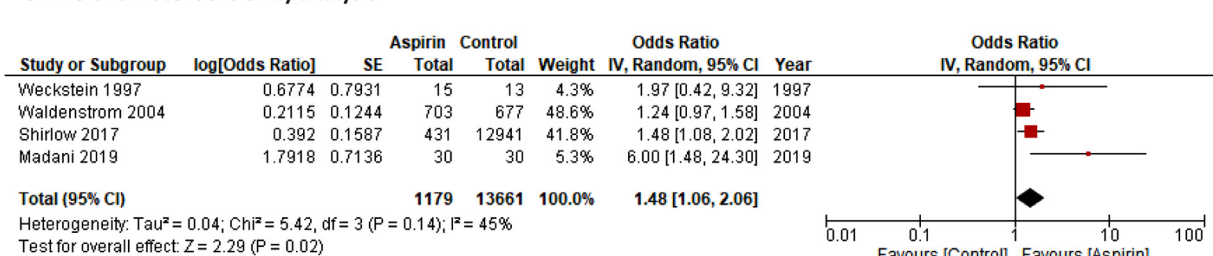 Aspirin Control Odds Ratio Odds Ratio
Study or Subgroup log[Odds Ratio] SE Total Total Weight IV, Random, 95% CI Year IV, Random, 95% CI
Weckstein 1997 0.6774 0.7931 15 13 4.3% 1.97 [0.42, 9.32] 1997
Waldenstrom 2004 0.2115 0.1244 703 677 48.6% 1.24 [0.97, 1.58] 2004
Shirlow 2017 0.392 0.1587 431 12941 41.8% 1.48 [1.08, 2.02] 2017
Madani 2019 1.7918 0.7136 30 30 5.3% 6.00 [1.48, 24.30] 2019
Total (95% CI) 1179 13661 100.0% 1.48 [1.06, 2.06]
Heterogeneity: Tau² = 0.04; Chi² = 5.42, df = 3 (P = 0.14); I² = 45%
Test for overall effect: Z = 2.29 (P = 0.02)
0.01 0.1 1 10 100
Favours [Control] Favours [Aspirin]